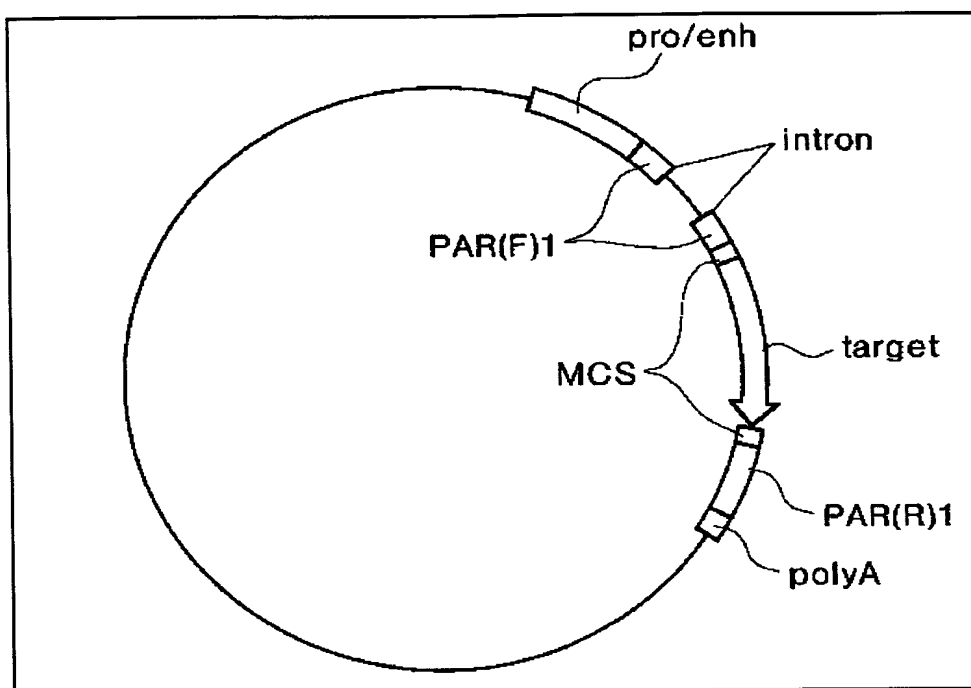 pro/enh
intron
PAR(F)1
target
MCS
PAR(R)1
polyA